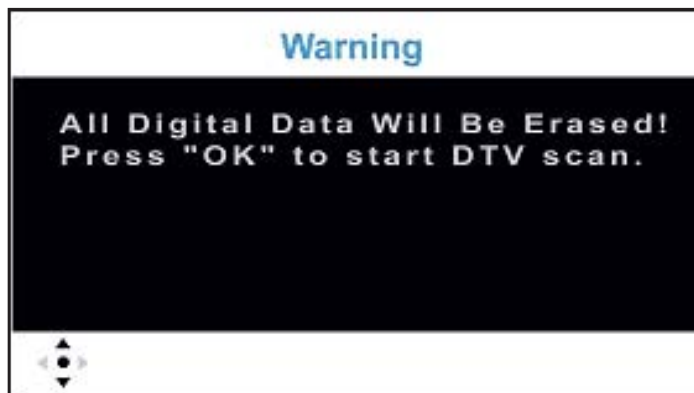 Warning
All Digital Data Will Be Erased!
Press "OK" to start DTV scan.